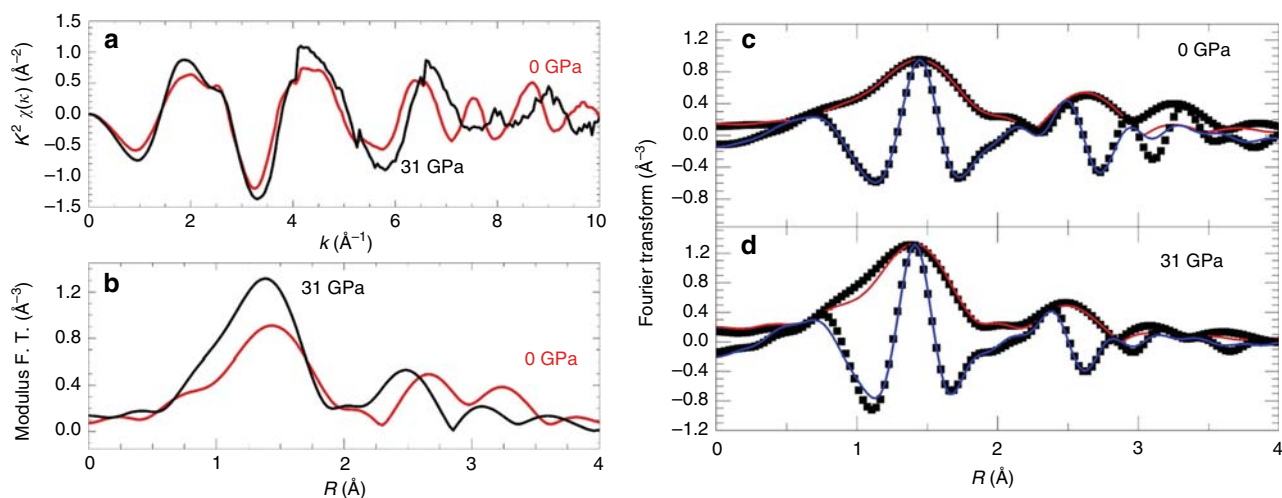 a
K² χ(κ) (Å⁻²)
1.5
1.0
0.5
0.0
−0.5
−1.0
−1.5
0 GPa
31 GPa
0 2 4 6 8 10
k (Å⁻¹)
b
Modulus F. T. (Å⁻³)
1.2
0.8
0.4
0.0
31 GPa
0 GPa
0 1 2 3 4
R (Å)
Fourier transform (Å⁻³)
c
0 GPa
1.2
0.4
0.0
−0.4
−0.8
d
31 GPa
1.2
0.8
0.4
0.0
−0.4
−0.8
−1.2
0 1 2 3 4
R (Å)